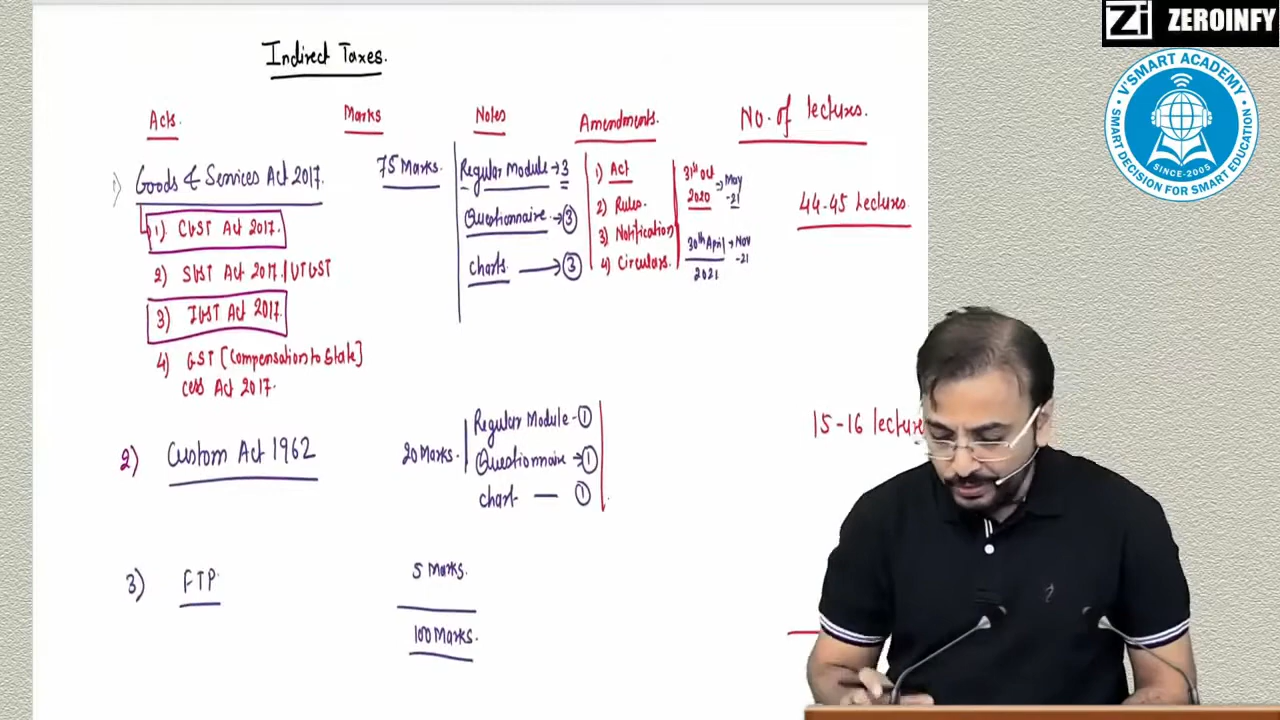 Zi ZEROINFY
V'SMART ACADEMY
SINCE-2005
SMART DECISION FOR SMART EDUCATION
Indirect Taxes.
Acts. Marks Notes Amendments. No. of lectures.
1) Goods & Services Act 2017. 75 Marks.
1) CGST Act 2017.
2) SGST Act 2017./UTGST
3) IGST Act 2017.
4) GST [Compensation to State]
cess Act 2017.
Regular Module → 3
Questionnaire → 3
Charts → 3
1) Act
2) Rules.
3) Notification
4) Circulars.
31st Oct
2020 → May
-21
30th April → Nov
2021 -21
44-45 Lectures.
2) Custom Act 1962 20 Marks.
Regular Module - 1
Questionnaire → 1
Chart — 1
15-16 lecture
3) FTP. 5 Marks.
100 Marks.